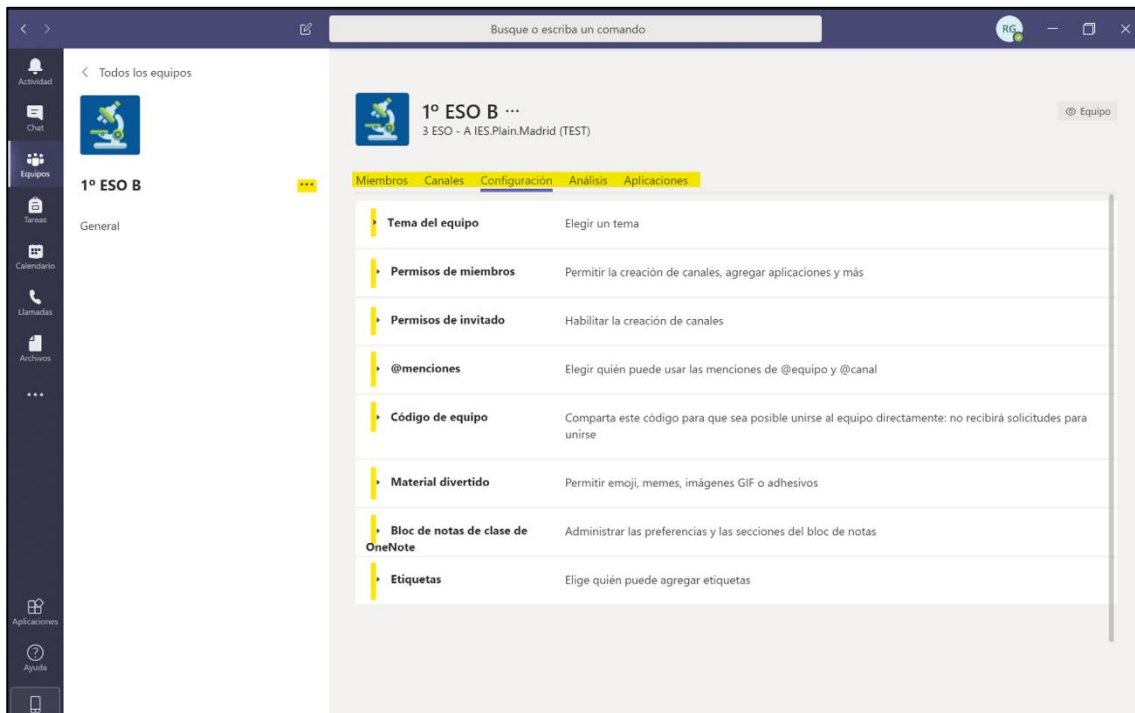 Busque o escriba un comando
RG
Actividad
Chat
Equipos
Tareas
Calendario
Llamadas
Archivos
Aplicaciones
Ayuda
Todos los equipos
1º ESO B
General
1º ESO B ...
3 ESO - A IES.Plain.Madrid (TEST)
Equipo
Miembros Canales Configuración Análisis Aplicaciones
Tema del equipo Elegir un tema
Permisos de miembros Permitir la creación de canales, agregar aplicaciones y más
Permisos de invitado Habilitar la creación de canales
@menciones Elegir quién puede usar las menciones de @equipo y @canal
Código de equipo Comparta este código para que sea posible unirse al equipo directamente: no recibirá solicitudes para
unirse
Material divertido Permitir emoji, memes, imágenes GIF o adhesivos
Bloc de notas de clase de Administrar las preferencias y las secciones del bloc de notas
OneNote
Etiquetas Elige quién puede agregar etiquetas